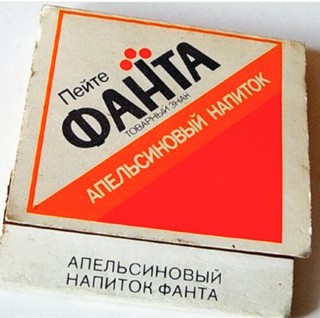 Пейте
ФАНТА
ТОВАРНЫЙ ЗНАК
АПЕЛЬСИНОВЫЙ НАПИТОК
АПЕЛЬСИНОВЫЙ
НАПИТОК ФАНТА